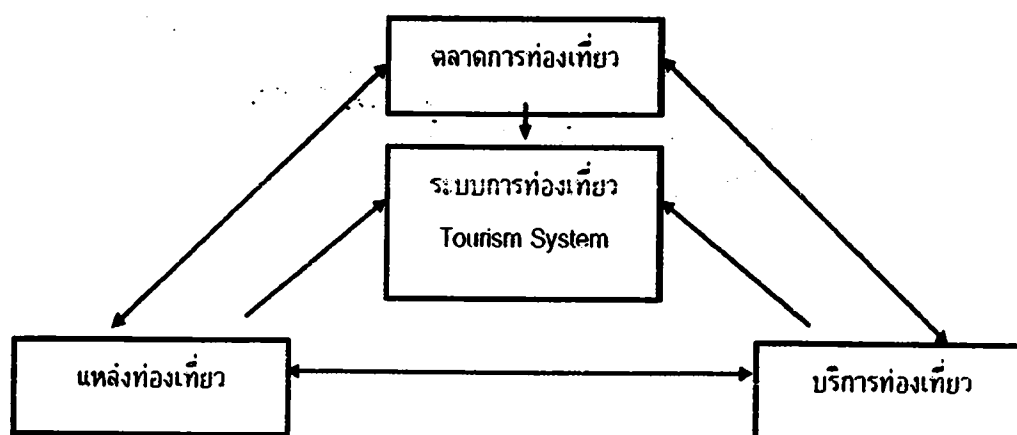 ตลาดการท่องเที่ยว
ระบบการท่องเที่ยว
Tourism System
แหล่งท่องเที่ยว
บริการท่องเที่ยว